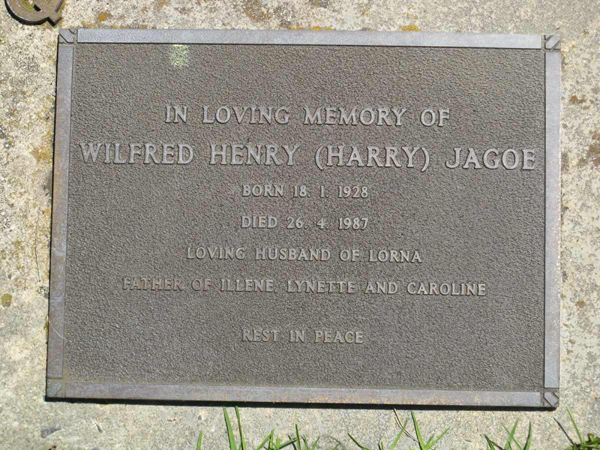 IN LOVING MEMORY OF
WILFRED HENRY (HARRY) JAGOE
BORN 18. 1. 1928
DIED 26. 4. 1987
LOVING HUSBAND OF LORNA
FATHER OF ILLENE, LYNETTE AND CAROLINE
REST IN PEACE